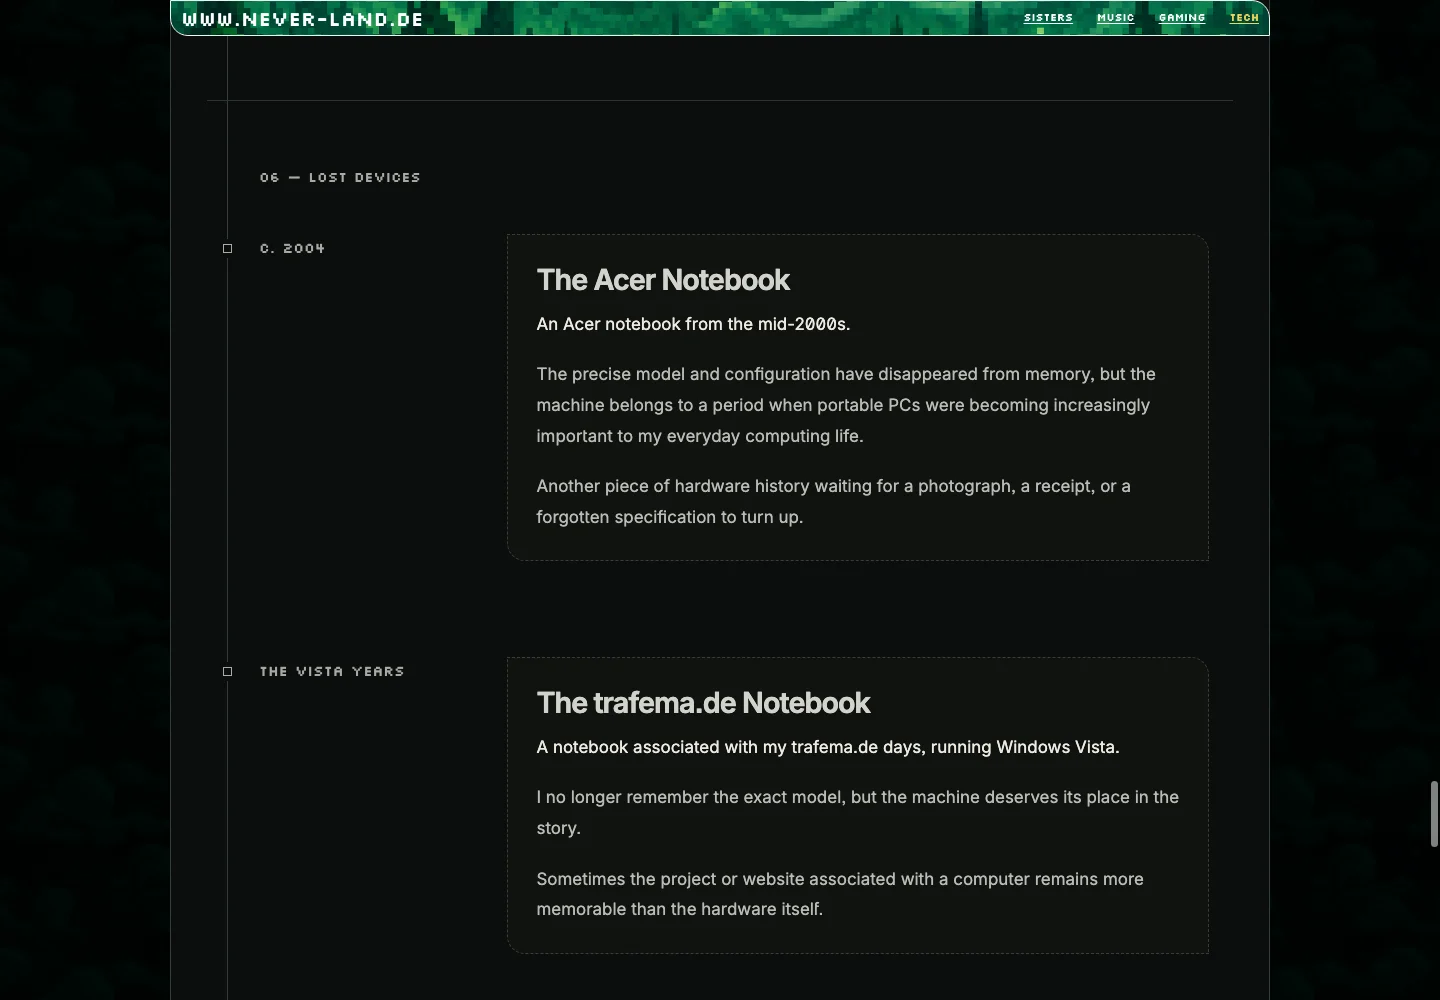 WWW.NEVER-LAND.DE
SISTERS MUSIC GAMING TECH
06 — LOST DEVICES
C. 2004
The Acer Notebook
An Acer notebook from the mid-2000s.
The precise model and configuration have disappeared from memory, but the
machine belongs to a period when portable PCs were becoming increasingly
important to my everyday computing life.
Another piece of hardware history waiting for a photograph, a receipt, or a
forgotten specification to turn up.
THE VISTA YEARS
The trafema.de Notebook
A notebook associated with my trafema.de days, running Windows Vista.
I no longer remember the exact model, but the machine deserves its place in the
story.
Sometimes the project or website associated with a computer remains more
memorable than the hardware itself.